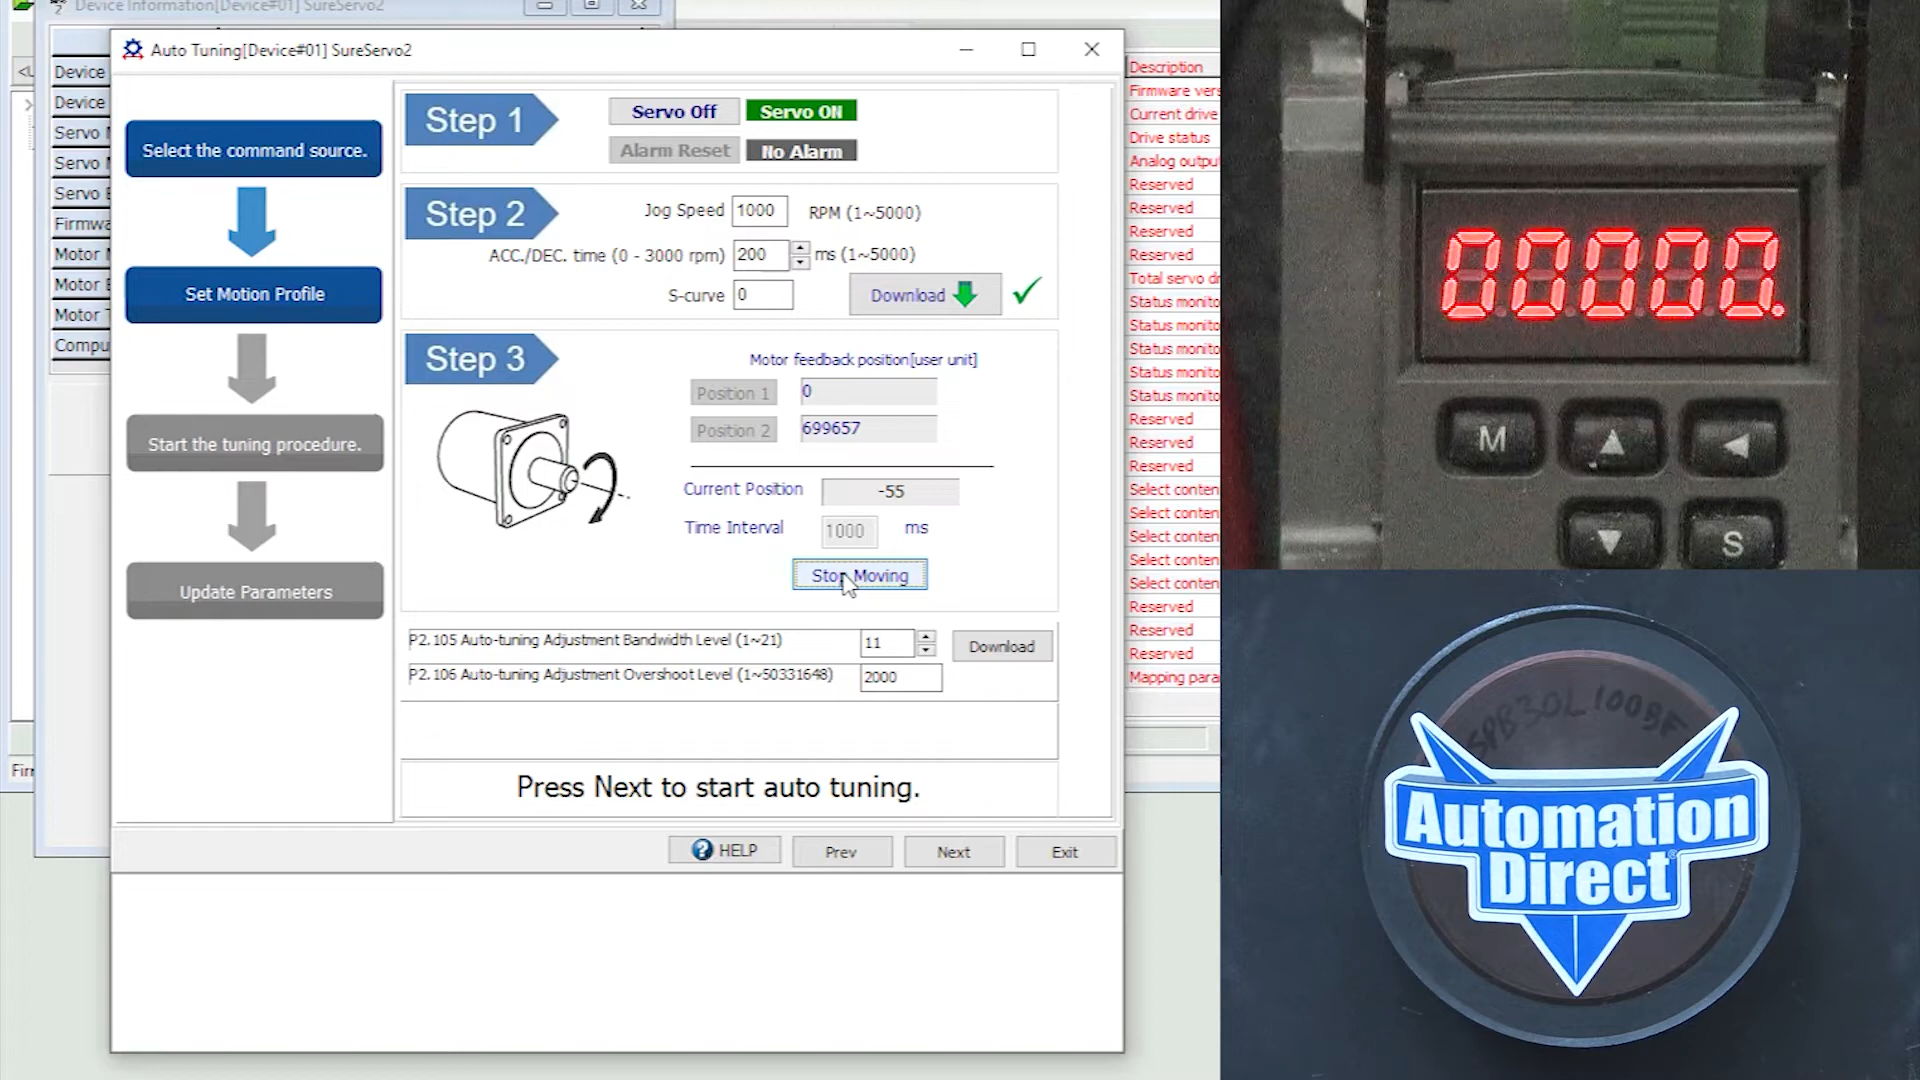 Device Information[Device#01] SureServo2
Auto Tuning[Device#01] SureServo2
Device
Device
Servo
Servo
Servo
Firmwa
Motor
Motor
Motor
Compu
Select the command source.
Set Motion Profile
Start the tuning procedure.
Update Parameters
Step 1
Servo Off
Servo ON
Alarm Reset
No Alarm
Step 2
Jog Speed 1000 RPM (1~5000)
ACC./DEC. time (0 - 3000 rpm) 200 ms (1~5000)
S-curve 0
Download
Step 3
Motor feedback position[user unit]
Position 1 0
Position 2 699657
Current Position -55
Time Interval 1000 ms
Stop Moving
P2.105 Auto-tuning Adjustment Bandwidth Level (1~21) 11
Download
P2.106 Auto-tuning Adjustment Overshoot Level (1~50331648) 2000
Press Next to start auto tuning.
? HELP
Prev
Next
Exit
Description
Firmware vers
Current drive
Drive status
Analog output
Reserved
Reserved
Reserved
Reserved
Total servo dr
Status monito
Status monito
Status monito
Status monito
Status monito
Reserved
Reserved
Reserved
Select conten
Select conten
Select conten
Select conten
Select conten
Reserved
Reserved
Reserved
Mapping para
00000.
M
S
Automation
Direct®